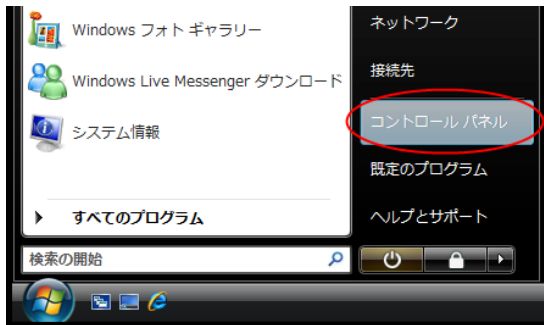 Windows フォト ギャラリー
Windows Live Messenger ダウンロード
システム情報
すべてのプログラム
検索の開始
ネットワーク
接続先
コントロール パネル
既定のプログラム
ヘルプとサポート